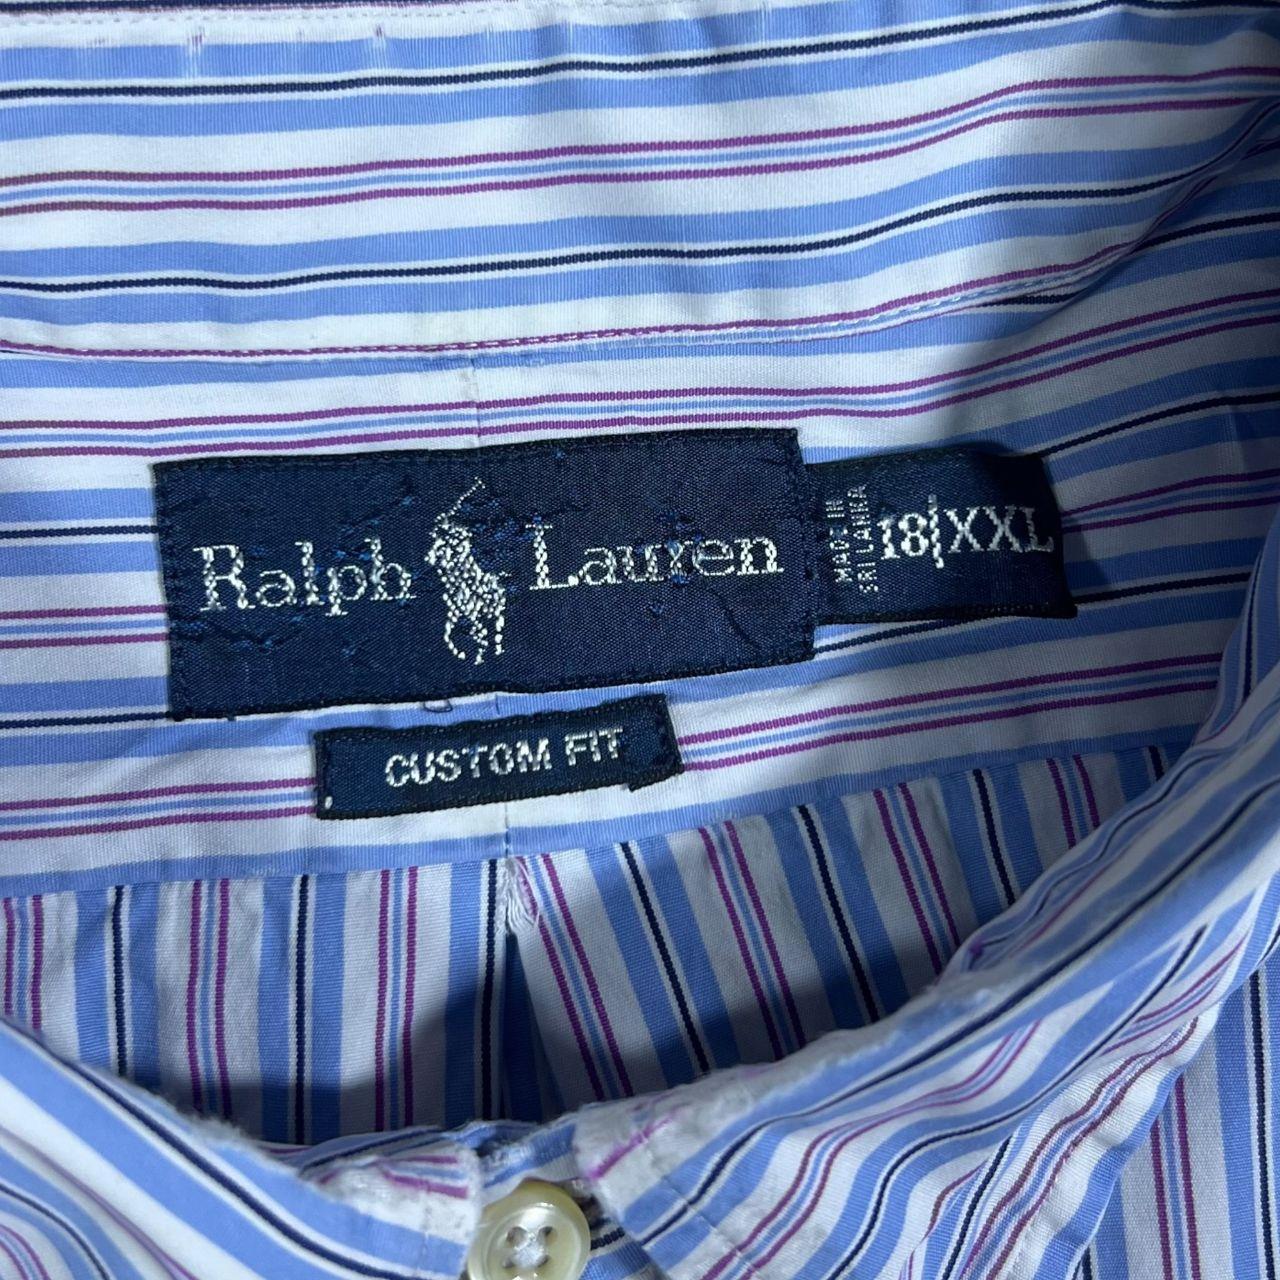 Ralph Lauren
MADE IN
SRI LANKA
18|XXL
CUSTOM FIT